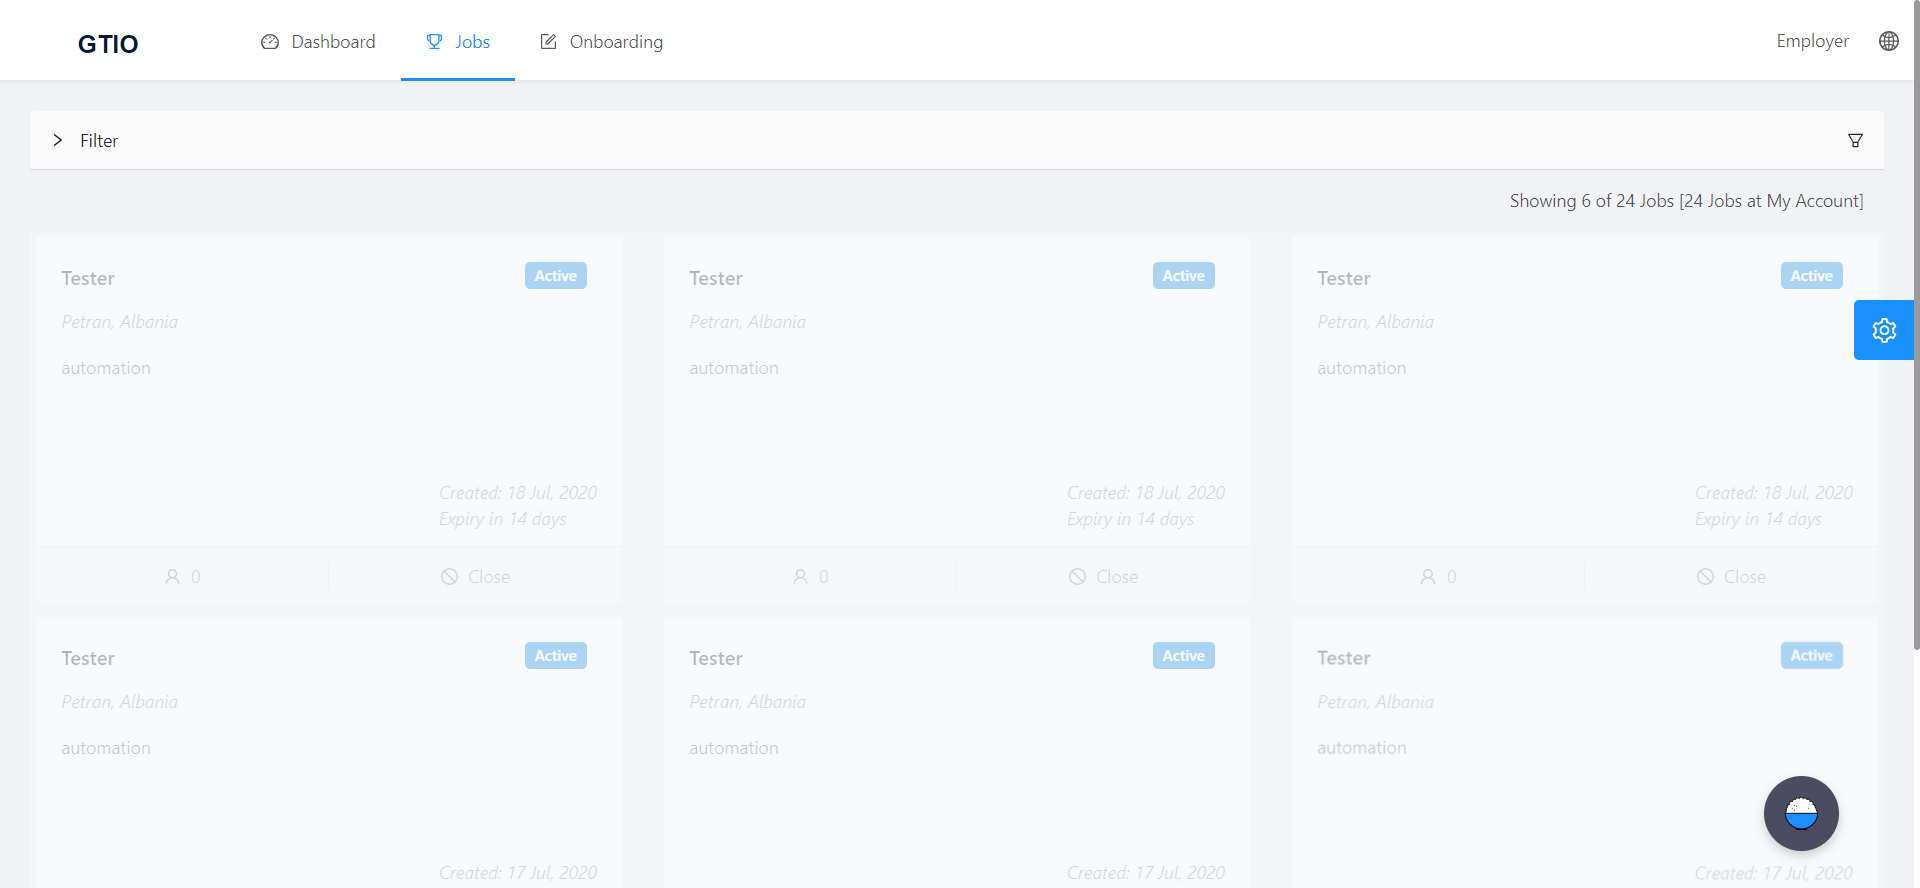 GTIO
Dashboard
Jobs
Onboarding
Employer
Filter
Showing 6 of 24 Jobs [24 Jobs at My Account]
Tester
Active
Petran, Albania
automation
Created: 18 Jul, 2020
Expiry in 14 days
0
Close
Tester
Active
Petran, Albania
automation
Created: 18 Jul, 2020
Expiry in 14 days
0
Close
Tester
Active
Petran, Albania
automation
Created: 18 Jul, 2020
Expiry in 14 days
0
Close
Tester
Active
Petran, Albania
automation
Created: 17 Jul, 2020
Tester
Active
Petran, Albania
automation
Created: 17 Jul, 2020
Tester
Active
Petran, Albania
automation
Created: 17 Jul, 2020